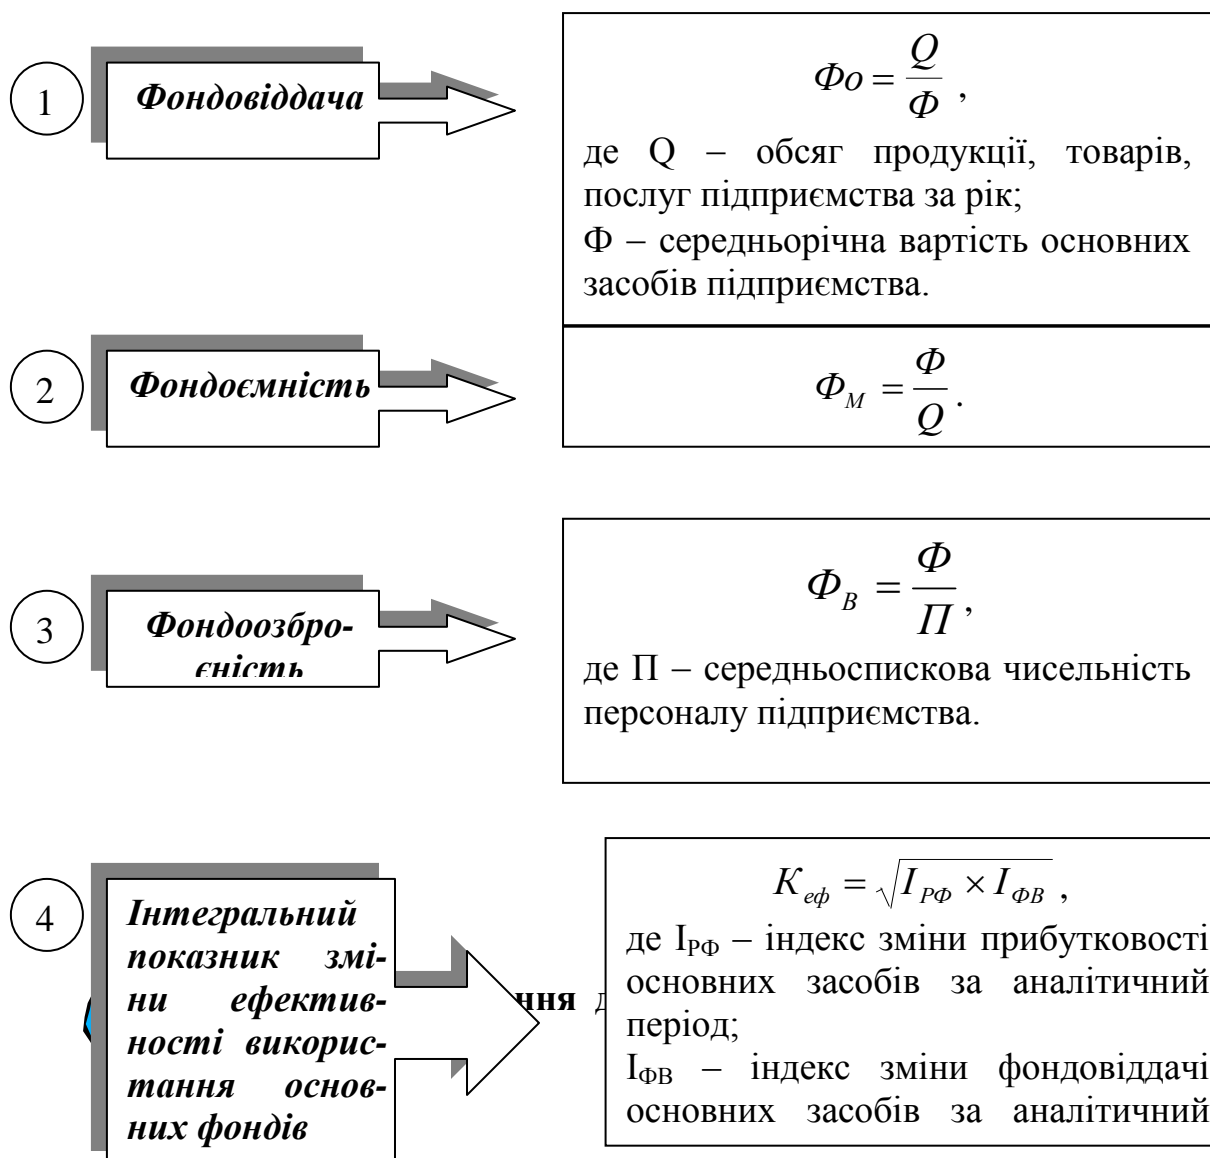 1
Фондовіддача
Фо = Q / Ф ,
де Q – обсяг продукції, товарів,
послуг підприємства за рік;
Ф – середньорічна вартість основних
засобів підприємства.
2
Фондоємність
Ф_М = Ф / Q .
3
Фондоозбро-
єність
Ф_В = Ф / П ,
де П – середньоспискова чисельність
персоналу підприємства.
4
Інтегральний
показник змі-
ни ефектив-
ності викорис-
тання основ-
них фондів
ння д
K_еф = √(I_РФ × I_ФВ) ,
де I_РФ – індекс зміни прибутковості
основних засобів за аналітичний
період;
I_ФВ – індекс зміни фондовіддачі
основних засобів за аналітичний